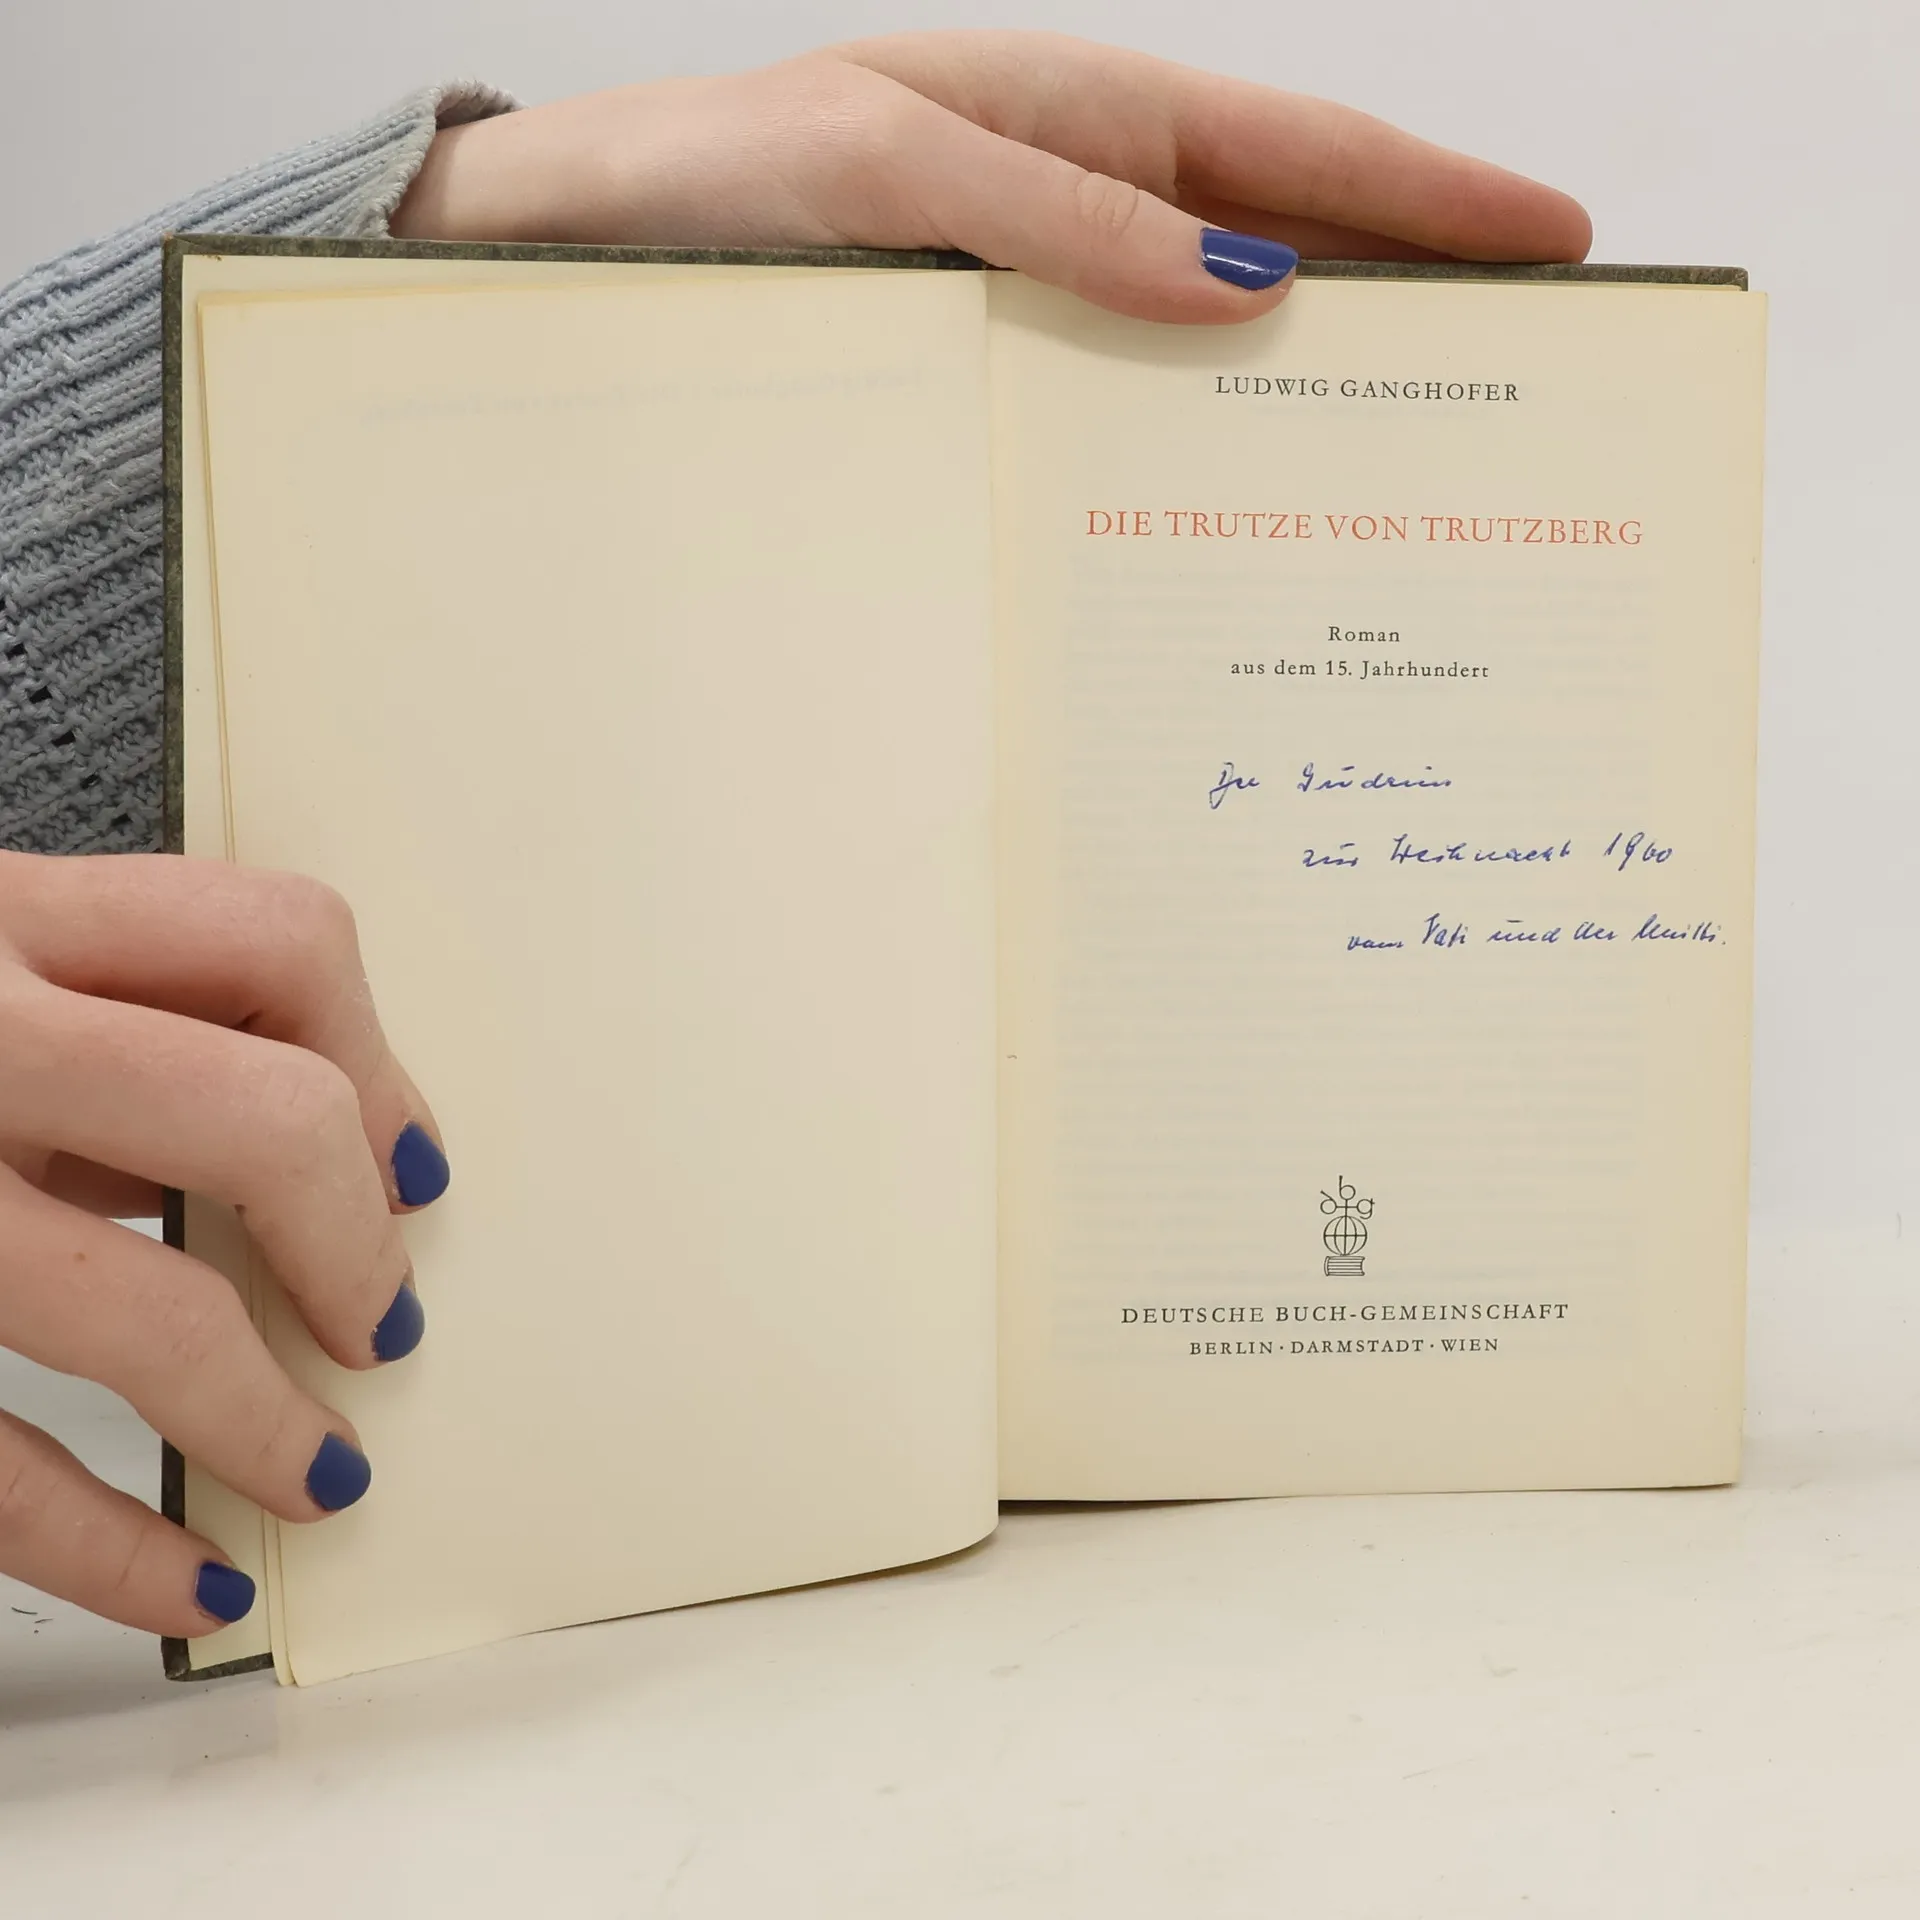 LUDWIG GANGHOFER
DIE TRUTZE VON TRUTZBERG
Roman
aus dem 15. Jahrhundert
Gudrun
zur Weihnacht 1960
vom Vati und der Mutti.
dbg
DEUTSCHE BUCH-GEMEINSCHAFT
BERLIN · DARMSTADT · WIEN